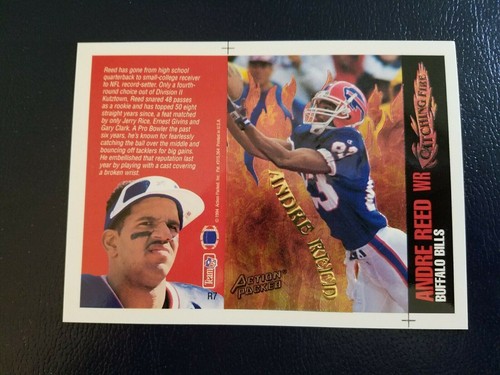 Reed has gone from high school
quarterback to small-college receiver
to NFL record-setter. Only a fourth-
round choice out of Division II
Kutztown, Reed snared 48 passes
as a rookie and has topped 50 eight
straight years since, a feat matched
by only Jerry Rice, Ernest Givins and
Gary Clark. A Pro Bowler the past
six years, he's known for fearlessly
catching the ball over the middle and
bouncing off tacklers for big gains.
He embellished that reputation last
year by playing with a cast covering
a broken wrist.
Team NFL
R7
83
ANDRE REED
ACTION
PACKED
ANDRE REED WR
BUFFALO BILLS
CATCHING FIRE